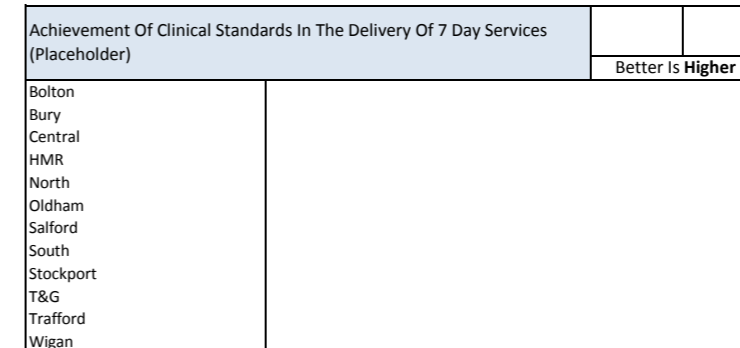 Achievement Of Clinical Standards In The Delivery Of 7 Day Services
(Placeholder)
Better Is Higher
Bolton
Bury
Central
HMR
North
Oldham
Salford
South
Stockport
T&G
Trafford
Wigan